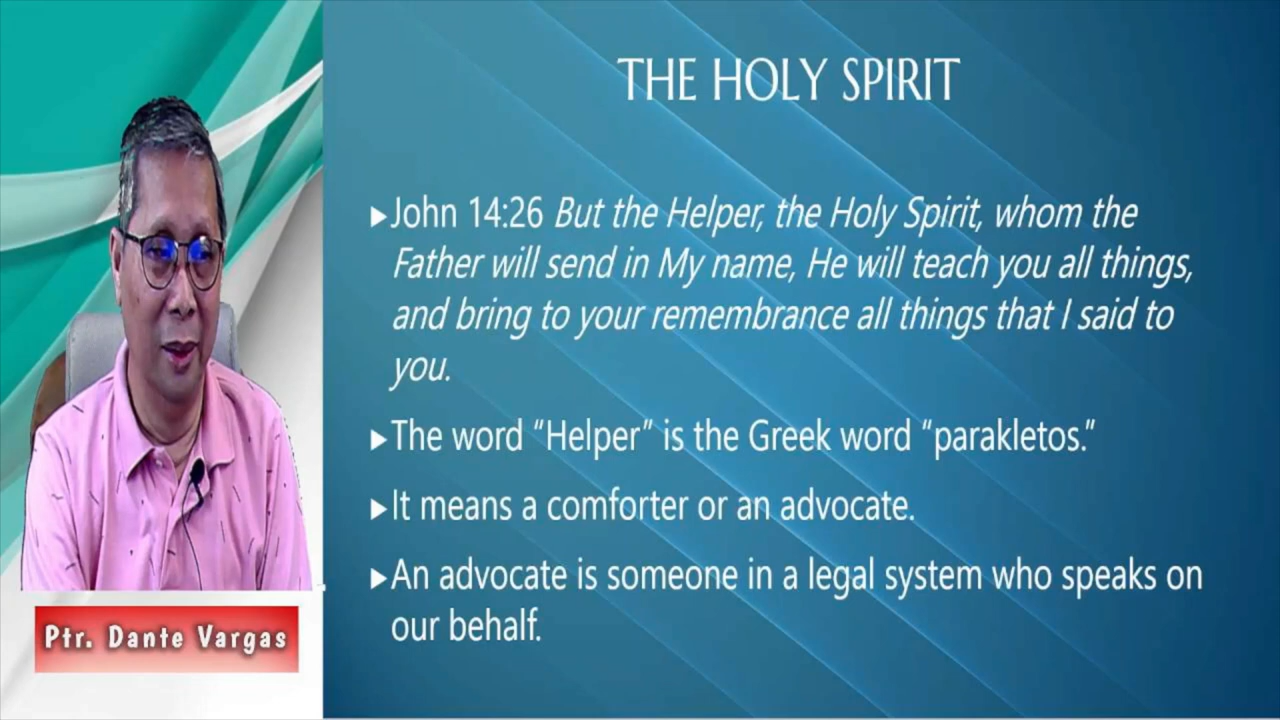 THE HOLY SPIRIT
▶John 14:26 But the Helper, the Holy Spirit, whom the
Father will send in My name, He will teach you all things,
and bring to your remembrance all things that I said to
you.
▶The word “Helper” is the Greek word “parakletos.”
▶It means a comforter or an advocate.
▶An advocate is someone in a legal system who speaks on
our behalf.
Ptr. Dante Vargas